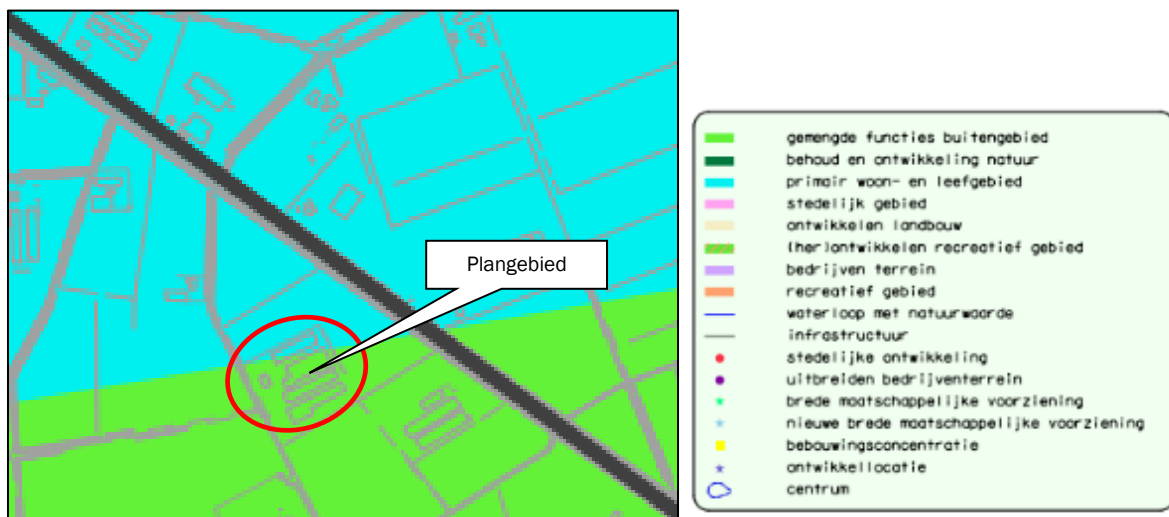 Plangebied
gemengde functies buitengebied
behoud en ontwikkeling natuur
primair woon- en leefgebied
stedelijk gebied
ontwikkelen landbouw
(her)ontwikkelen recreatief gebied
bedrijven terrein
recreatief gebied
waterloop met natuurwaarde
infrastructuur
stedelijke ontwikkeling
uitbreiden bedrijventerrein
brede maatschappelijke voorziening
nieuwe brede maatschappelijke voorziening
bebouwingsconcentratie
ontwikkellocatie
centrum